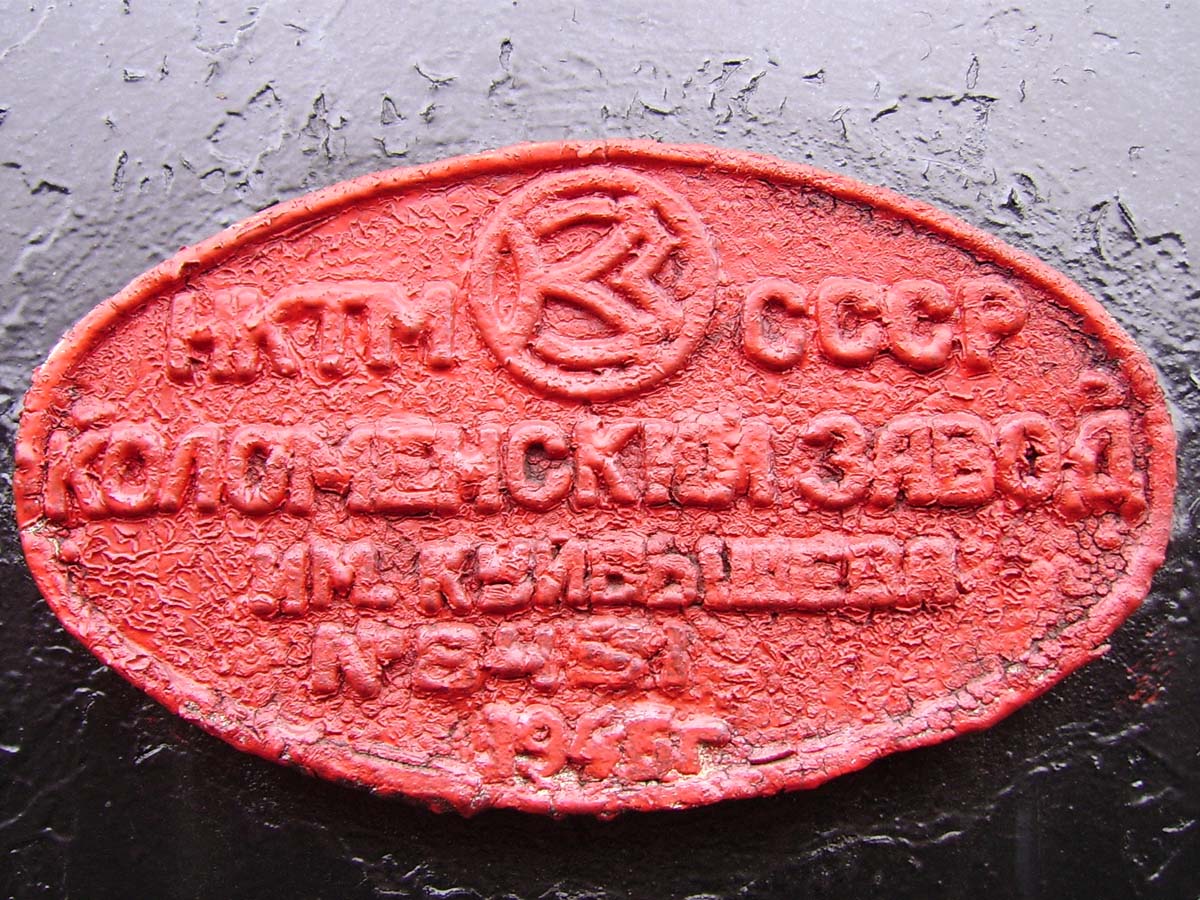 НКТМ СССР
КОЛОМЕНСКИЙ ЗАВОД
ИМ. КУЙБЫШЕВА